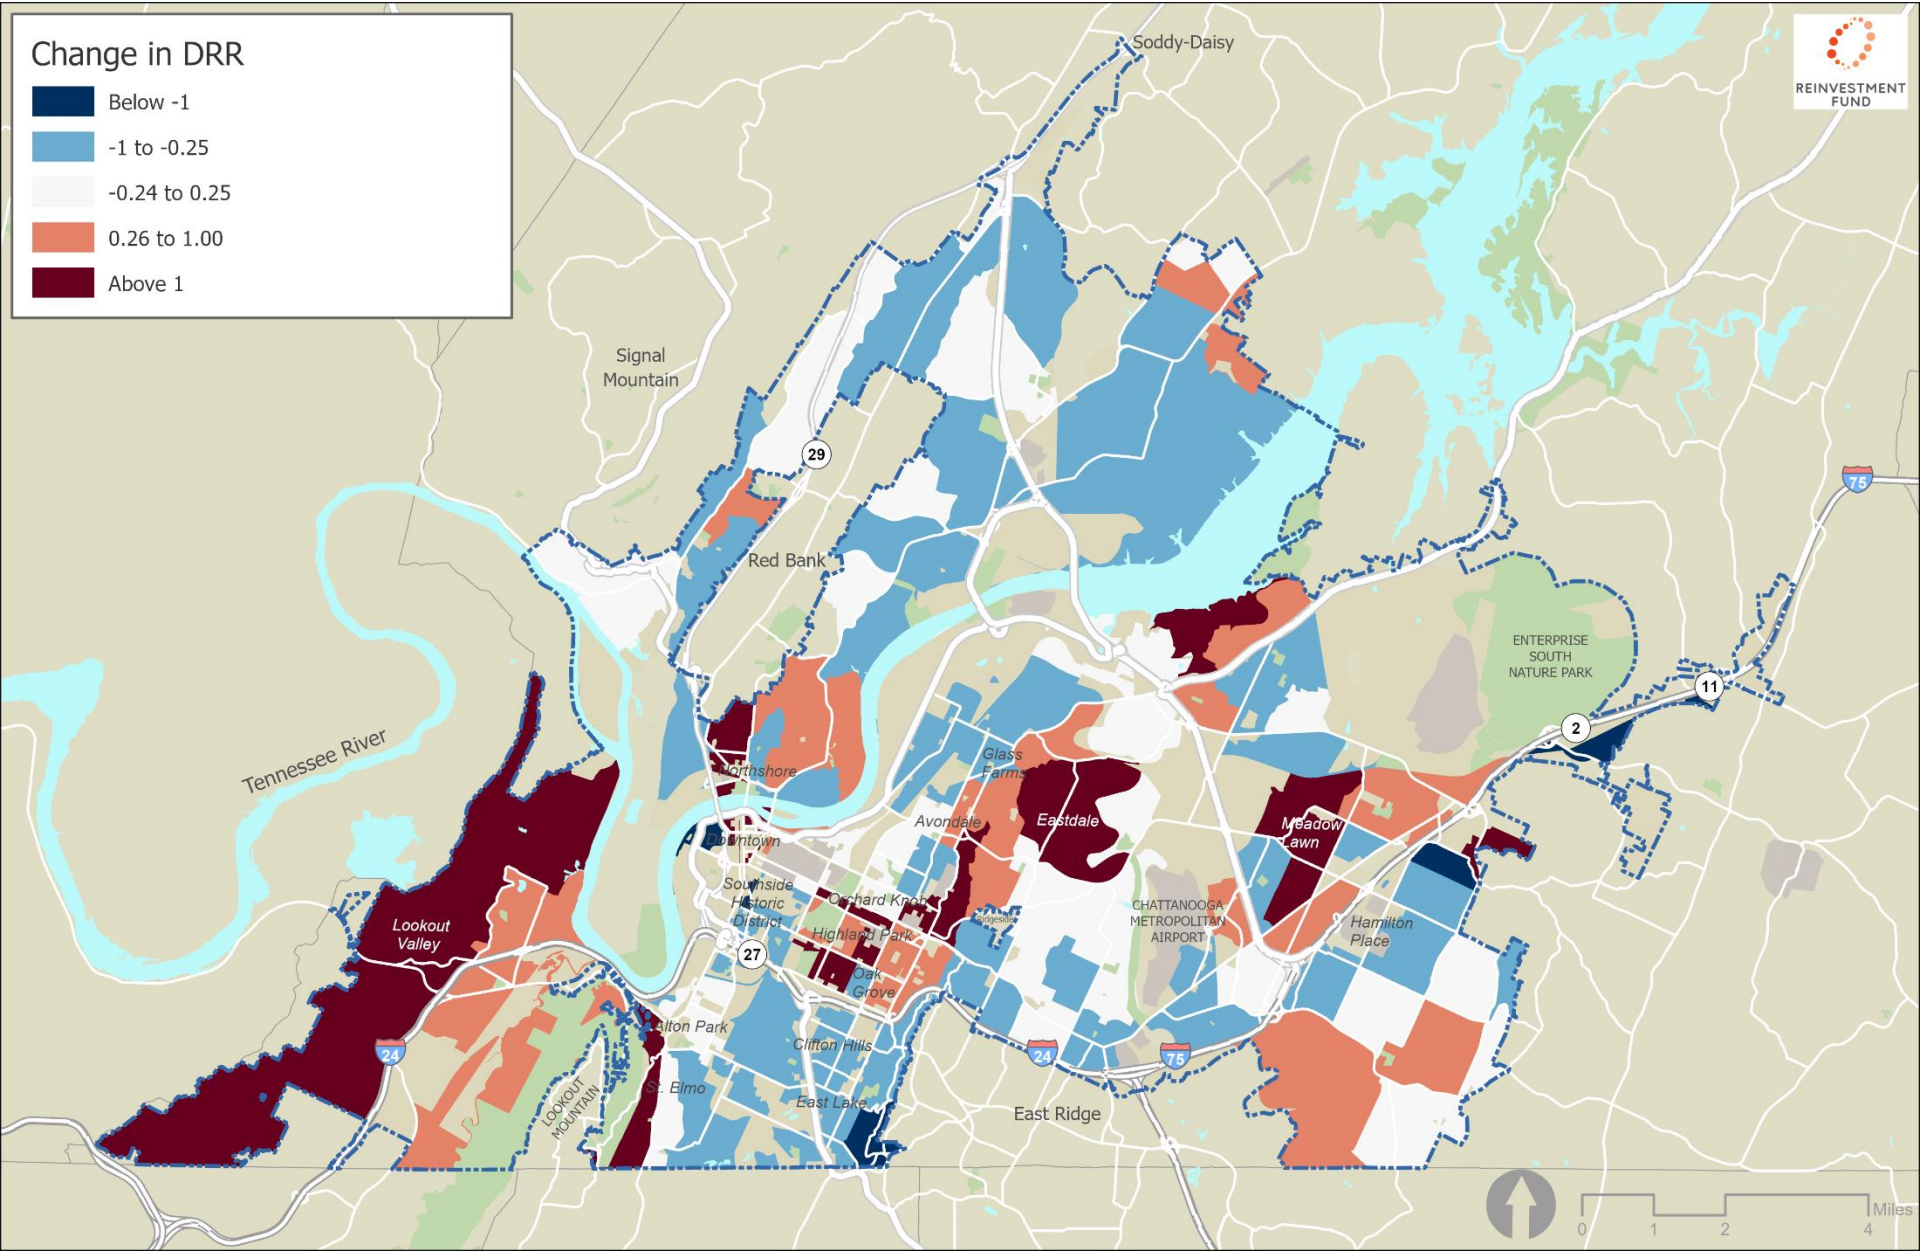 Change in DRR
Below -1
-1 to -0.25
-0.24 to 0.25
0.26 to 1.00
Above 1
REINVESTMENT
FUND
Soddy-Daisy
Signal
Mountain
29
75
Red Bank
ENTERPRISE
SOUTH
NATURE PARK
11
2
Tennessee River
Glass
Farms
Northshore
Avondale
Eastdale
Meadow
Lawn
Downtown
Southside
Historic
District
Orchard Knob
Highland Park
Ridgeside
CHATTANOOGA
METROPOLITAN
AIRPORT
Hamilton
Place
Lookout
Valley
27
Oak
Grove
Alton Park
Clifton Hills
24
24
75
St. Elmo
East Lake
LOOKOUT
MOUNTAIN
East Ridge
Miles
0
1
2
4